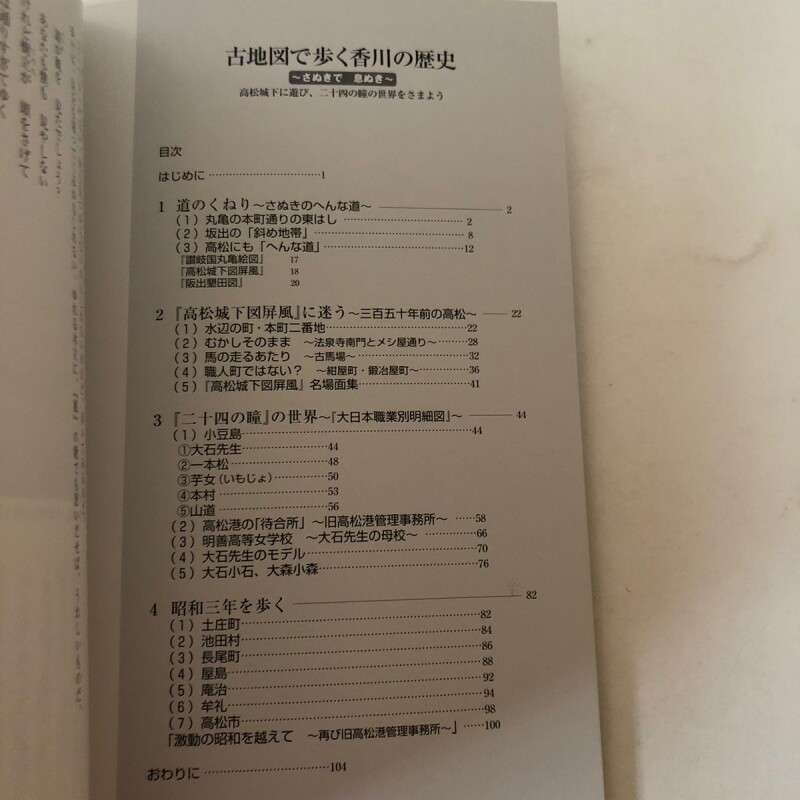 古地図で歩く香川の歴史
～さぬきで　息ぬき～
高松城下に遊び、二十四の瞳の世界をさまよう
目次
はじめに……………………………1
1　道のくねり～さぬきのへんな道～ ――― 2
（1）丸亀の本町通りの東はし ……………………………2
（2）坂出の「斜め地帯」……………………………8
（3）高松にも「へんな道」……………………………12
『讃岐国丸亀絵図』　17
『高松城下図屏風』　18
『阪出墾田図』　20
2　『高松城下図屏風』に迷う～三百五十年前の高松～ ―― 22
（1）水辺の町・本町二番地……………………………22
（2）むかしそのまま　～法泉寺南門とメシ屋通り～………28
（3）馬の走るあたり　～古馬場～……………………………32
（4）職人町ではない？　～紺屋町・鍛冶屋町～……………36
（5）『高松城下図屏風』名場面集……………………………41
3　『二十四の瞳』の世界～『大日本職業別明細図』～ ――― 44
（1）小豆島……………………………44
①大石先生……………………44
②一本松……………………48
③芋女（いもじょ）……………………50
④本村……………………53
⑤山道……………………56
（2）高松港の「待合所」　～旧高松港管理事務所～ ……58
（3）明善高等女学校　～大石先生の母校～ ……………66
（4）大石先生のモデル……………………………70
（5）大石小石、大森小森……………………………76
4　昭和三年を歩く ――― 82
（1）土庄町……………………………82
（2）池田村……………………………84
（3）長尾町……………………………86
（4）屋島……………………………88
（5）庵治……………………………92
（6）牟礼……………………………94
（7）高松市……………………………98
「激動の昭和を越えて　～再び旧高松港管理事務所～」……100
おわりに……………………………104